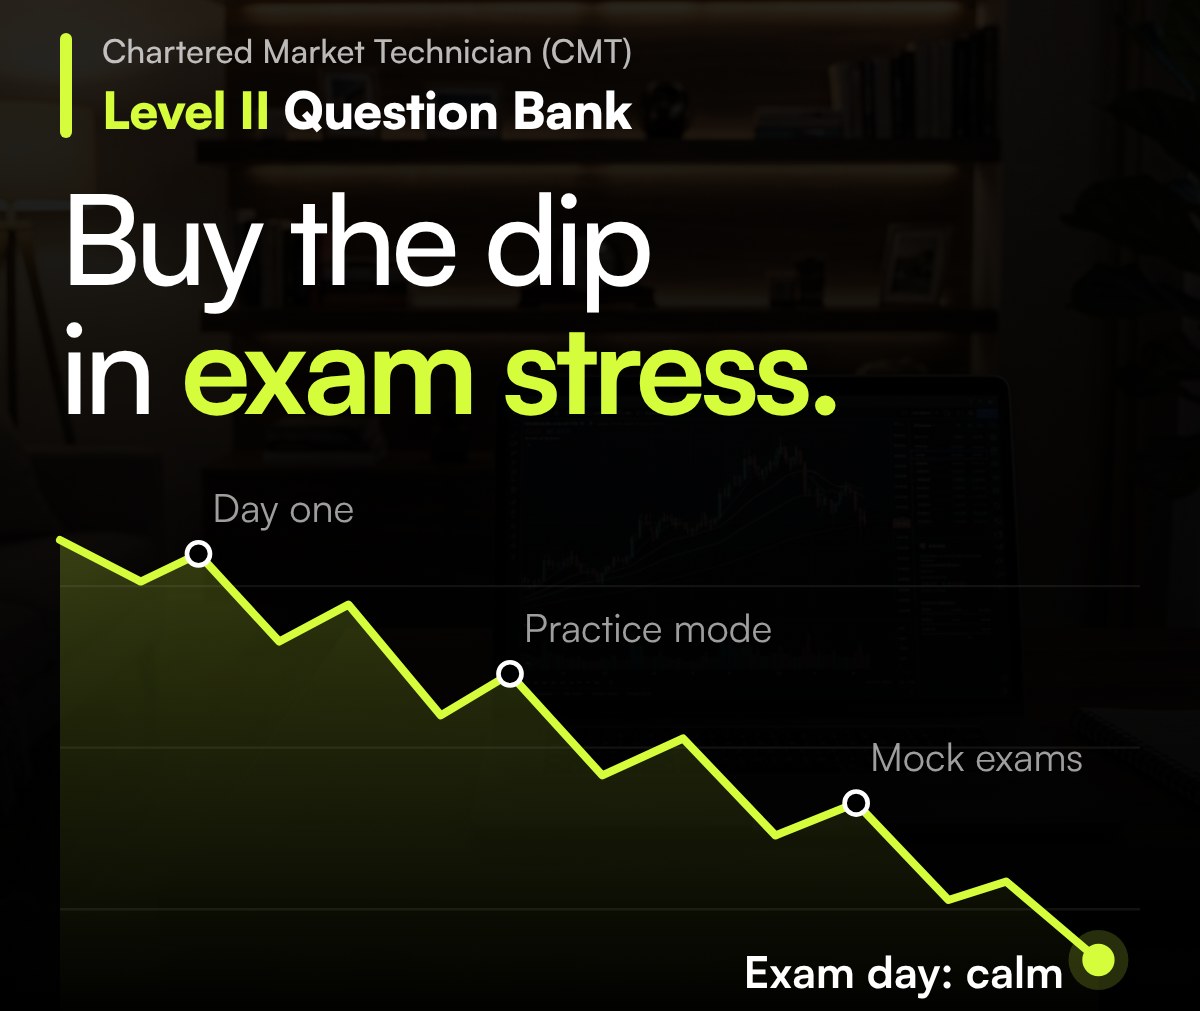 Chartered Market Technician (CMT)
Level II Question Bank
Buy the dip
in exam stress.
Day one
Practice mode
Mock exams
Exam day: calm